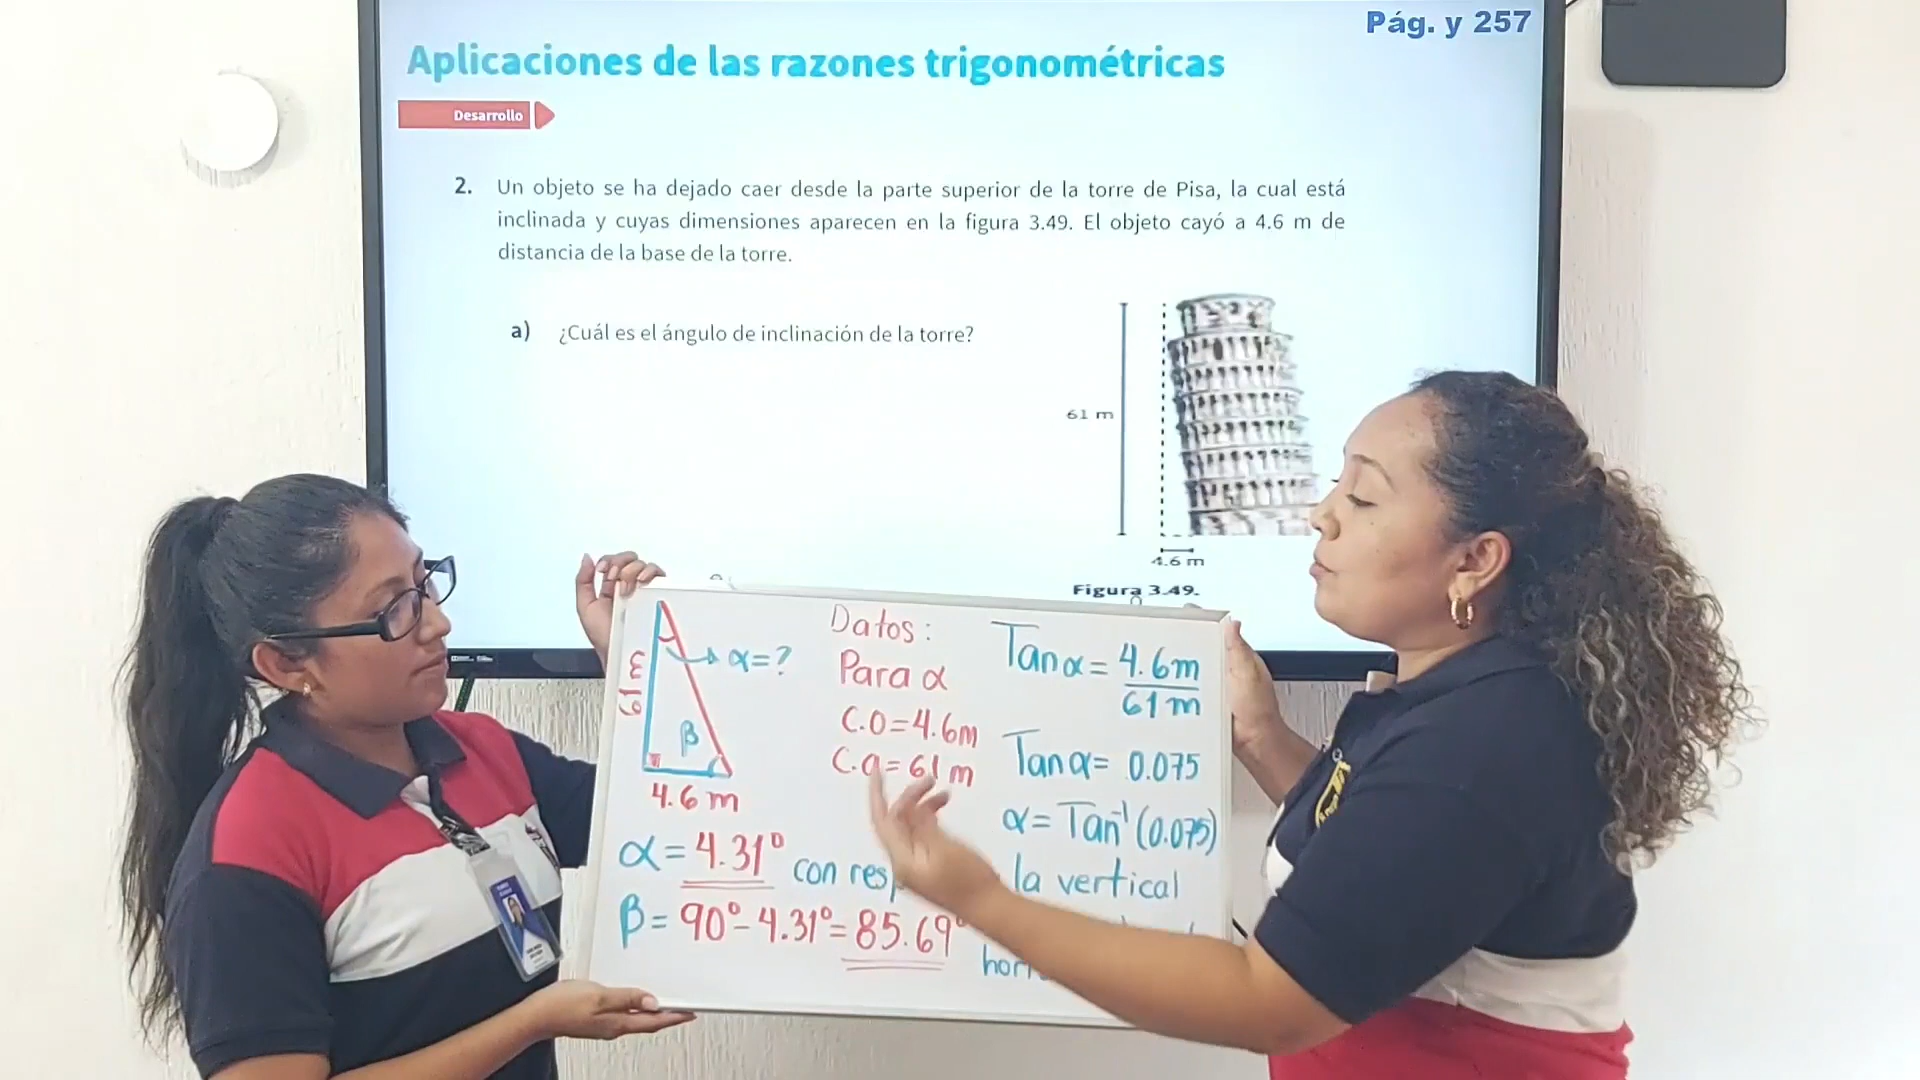 Pág. y 257
Aplicaciones de las razones trigonométricas
Desarrollo
2. Un objeto se ha dejado caer desde la parte superior de la torre de Pisa, la cual está
inclinada y cuyas dimensiones aparecen en la figura 3.49. El objeto cayó a 4.6 m de
distancia de la base de la torre.
a) ¿Cuál es el ángulo de inclinación de la torre?
61 m
4.6 m
Figura 3.49.
61m
α=?
β
4.6 m
Datos:
Para α
C.O=4.6m
C.a=61m
Tan α = 4.6m
61m
Tan α= 0.075
α=Tan⁻¹(0.075)
α=4.31° con la vertical
β=90°-4.31°=85.69°